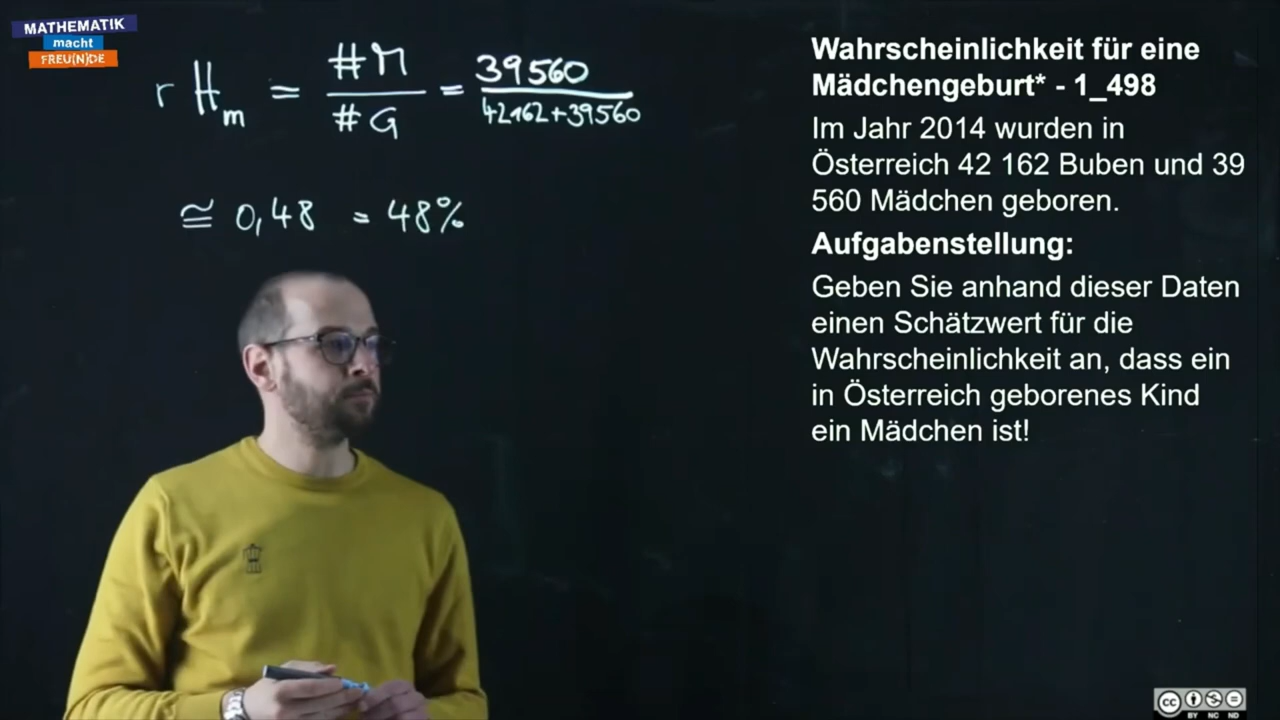 MATHEMATIK
macht
FREU(N)DE
r H_m = #M / #G = 39560 / 42162+39560
≅ 0,48 = 48%
Wahrscheinlichkeit für eine
Mädchengeburt* - 1_498
Im Jahr 2014 wurden in
Österreich 42 162 Buben und 39
560 Mädchen geboren.
Aufgabenstellung:
Geben Sie anhand dieser Daten
einen Schätzwert für die
Wahrscheinlichkeit an, dass ein
in Österreich geborenes Kind
ein Mädchen ist!
cc
BY NC ND